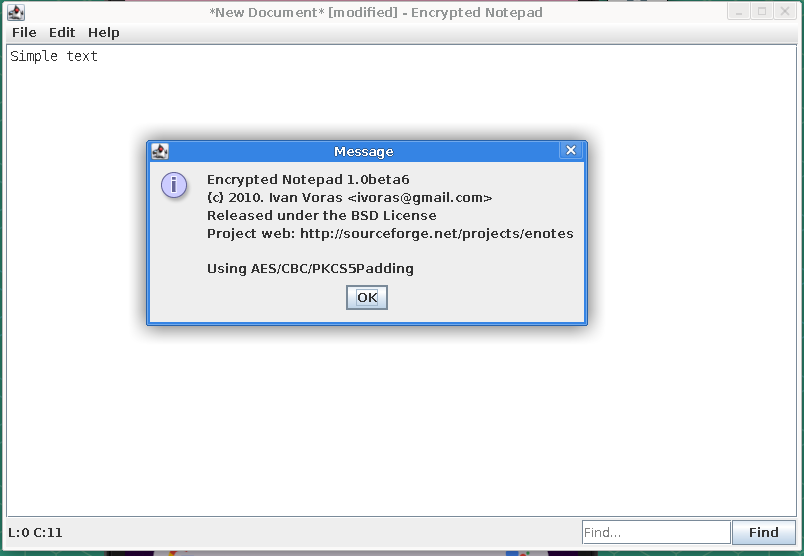 *New Document* [modified] - Encrypted Notepad
File Edit Help
Simple text
Message
Encrypted Notepad 1.0beta6
(c) 2010. Ivan Voras <ivoras@gmail.com>
Released under the BSD License
Project web: http://sourceforge.net/projects/enotes
Using AES/CBC/PKCS5Padding
OK
L:0 C:11
Find... Find